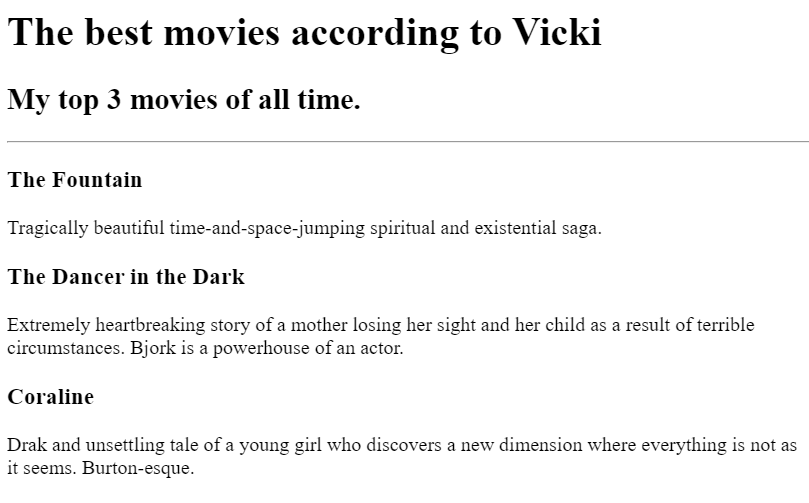 The best movies according to Vicki
My top 3 movies of all time.
The Fountain
Tragically beautiful time-and-space-jumping spiritual and existential saga.
The Dancer in the Dark
Extremely heartbreaking story of a mother losing her sight and her child as a result of terrible
circumstances. Bjork is a powerhouse of an actor.
Coraline
Drak and unsettling tale of a young girl who discovers a new dimension where everything is not as
it seems. Burton-esque.